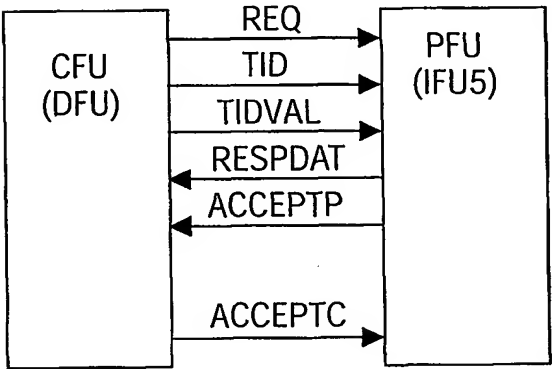 REQ
CFU
(DFU)
PFU
(IFU5)
TID
TIDVAL
RESPDAT
ACCEPTP
ACCEPTC